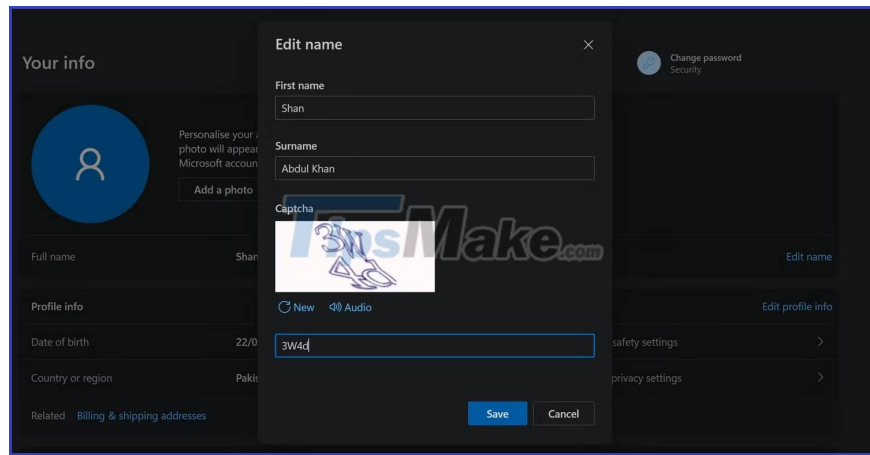 Your info
Change password
Security
Personalise your
photo will appear
Microsoft accoun
Add a photo
Full name Shan
Edit name
Profile info
Edit profile info
Date of birth 22/0
safety settings
Country or region Pakis
privacy settings
Related Billing & shipping addresses
Edit name
First name
Shan
Surname
Abdul Khan
Captcha
TipsMake.com
New Audio
3W4d
Save Cancel